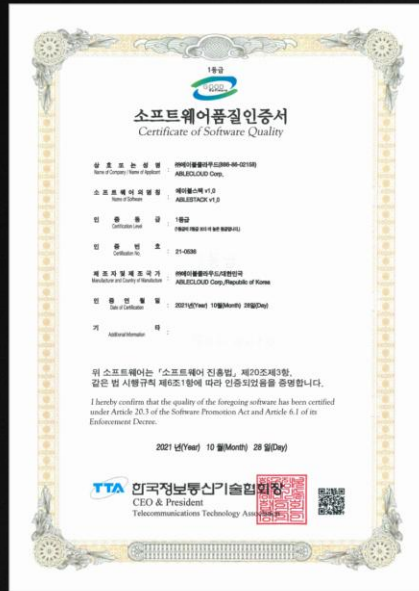 1등급
GOOD
Software
소프트웨어품질인증서
Certificate of Software Quality
상 호 또 는 성 명
Name of Company / Name of Applicant
:
㈜에이블클라우드(888-88-02159)
ABLECLOUD Corp.
소 프 트 웨 어 의 명 칭
Name of Software
:
에이블스택 v1.0
ABLESTACK v1.0
인 증 등 급
Certification Level
:
1등급
인 증 번 호
Certification No.
:
21-0536
제 조 자 및 제 조 국 가
Manufacturer and Country of Manufacture
:
㈜에이블클라우드/대한민국
ABLECLOUD Corp./Republic of Korea
인 증 연 월 일
Date of Certification
:
2021년(Year) 10월(Month) 28일(Day)
기 타
Additional Information
:
위 소프트웨어는 「소프트웨어 진흥법」 제20조제3항,
같은 법 시행규칙 제6조1항에 따라 인증되었음을 증명합니다.
I hereby confirm that the quality of the foregoing software has been certified
under Article 20.3 of the Software Promotion Act and Article 6.1 of its
Enforcement Decree.
2021 년(Year) 10 월(Month) 28 일(Day)
TTA 한국정보통신기술협회장
CEO & President
Telecommunications Technology Association